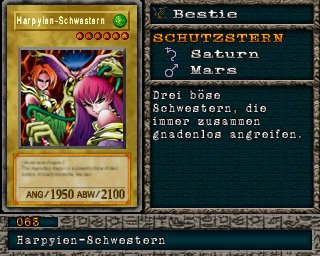 Harpyien-Schwestern
ANG/1950 ABW/2100
Bestie
SCHUTZSTERN
Saturn
Mars
Drei böse
Schwestern, die
immer zusammen
gnadenlos angreifen.
063
Harpyien-Schwestern